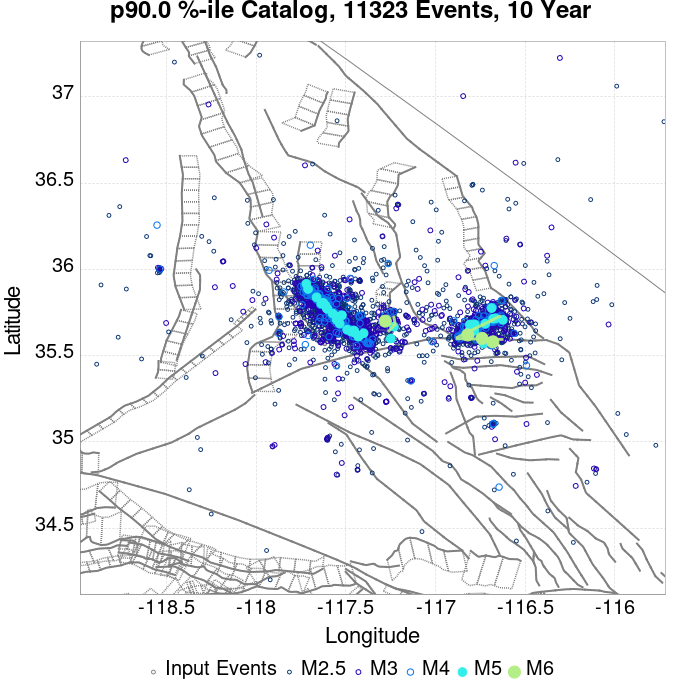 p90.0 %-ile Catalog, 11323 Events, 10 Year
37
36.5
36
35.5
35
34.5
Latitude
-118.5 -118 -117.5 -117 -116.5 -116
Longitude
Input Events M2.5 M3 M4 M5 M6